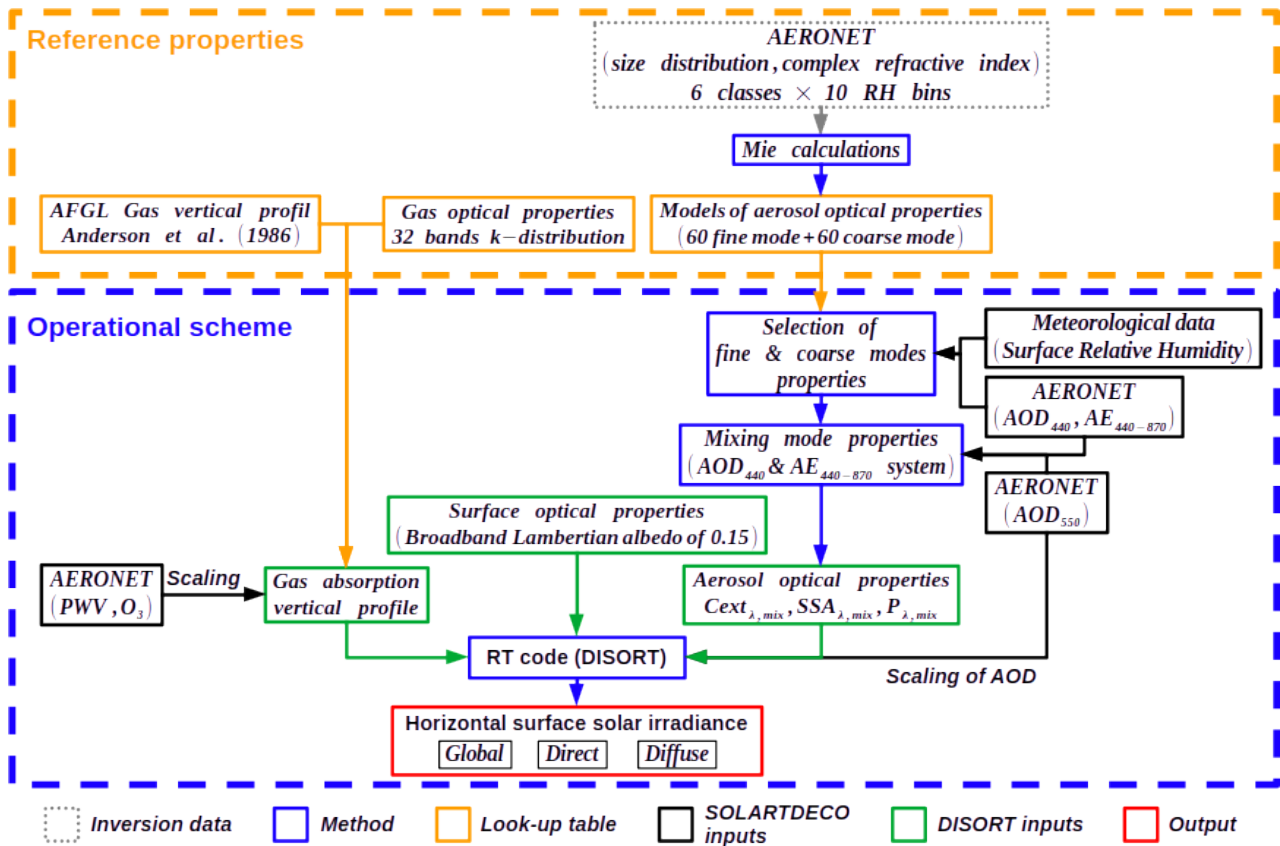 Reference properties
AERONET
(size distribution, complex refractive index)
6 classes × 10 RH bins
Mie calculations
AFGL Gas vertical profil
Anderson et al. (1986)
Gas optical properties
32 bands k−distribution
Models of aerosol optical properties
(60 fine mode + 60 coarse mode)
Operational scheme
Selection of
fine & coarse modes
properties
Meteorological data
(Surface Relative Humidity)
AERONET
(AOD₄₄₀, AE₄₄₀₋₈₇₀)
Mixing mode properties
(AOD₄₄₀ & AE₄₄₀₋₈₇₀ system)
AERONET
(AOD₅₅₀)
Surface optical properties
(Broadband Lambertian albedo of 0.15)
AERONET
(PWV, O₃)
Scaling
Gas absorption
vertical profile
Aerosol optical properties
Cext λ,mix, SSA λ,mix, P λ,mix
RT code (DISORT)
Scaling of AOD
Horizontal surface solar irradiance
Global Direct Diffuse
Inversion data
Method
Look-up table
SOLARTDECO
inputs
DISORT inputs
Output